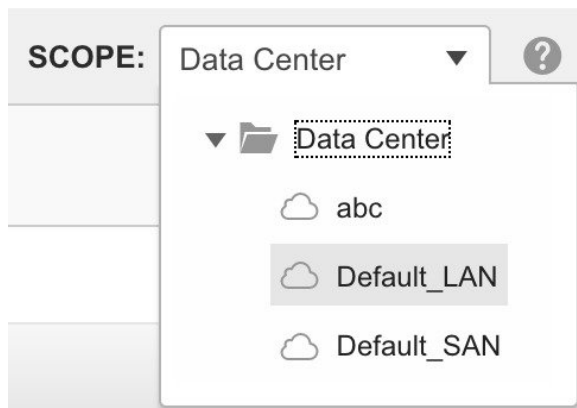 SCOPE: Data Center ?
Data Center
abc
Default_LAN
Default_SAN